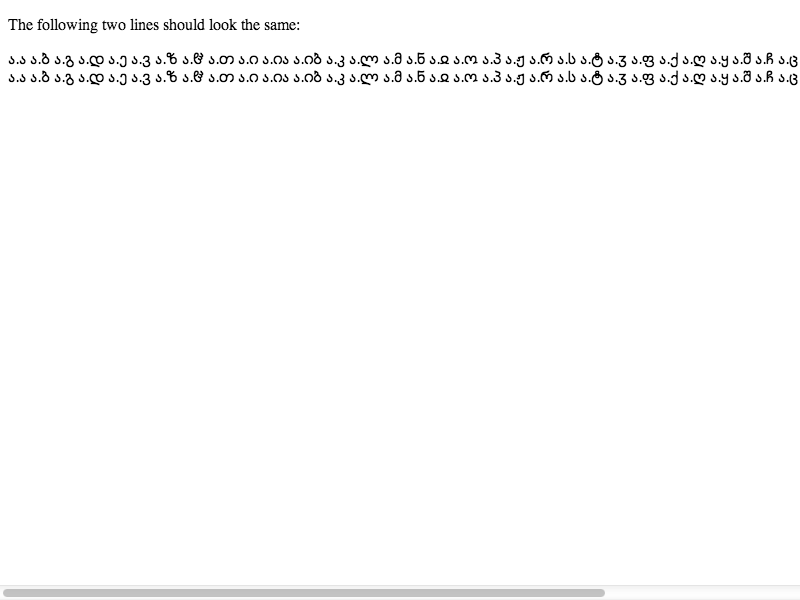 The following two lines should look the same:
ა.ა ა.ბ ა.გ ა.დ ა.ე ა.ვ ა.ზ ა.ჱ ა.თ ა.ი ა.ია ა.იბ ა.კ ა.ლ ა.მ ა.ნ ა.ჲ ა.ო ა.პ ა.ჟ ა.რ ა.ს ა.ტ ა.ჳ ა.ფ ა.ქ ა.ღ ა.ყ ა.შ ა.ჩ ა.ც
ა.ა ა.ბ ა.გ ა.დ ა.ე ა.ვ ა.ზ ა.ჱ ა.თ ა.ი ა.ია ა.იბ ა.კ ა.ლ ა.მ ა.ნ ა.ჲ ა.ო ა.პ ა.ჟ ა.რ ა.ს ა.ტ ა.ჳ ა.ფ ა.ქ ა.ღ ა.ყ ა.შ ა.ჩ ა.ც